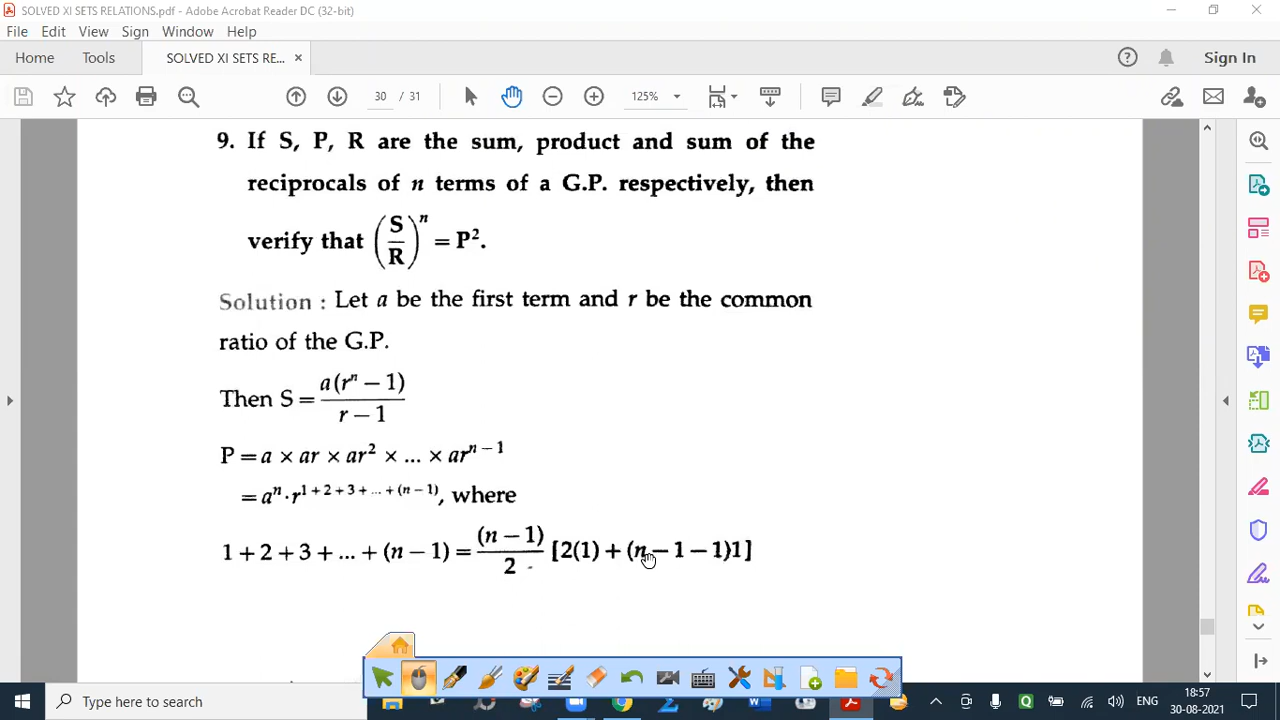 SOLVED XI SETS RELATIONS.pdf - Adobe Acrobat Reader DC (32-bit)
File Edit View Sign Window Help
Home Tools SOLVED XI SETS RE... × Sign In
30 / 31 125%
9. If S, P, R are the sum, product and sum of the
reciprocals of n terms of a G.P. respectively, then
verify that (S/R)^n = P².
Solution : Let a be the first term and r be the common
ratio of the G.P.
Then S = a(r^n − 1)/(r − 1)
P = a × ar × ar² × ... × ar^(n − 1)
= a^n · r^(1 + 2 + 3 + ... + (n − 1)), where
1 + 2 + 3 + ... + (n − 1) = (n − 1)/2 [2(1) + (n − 1 − 1)1]
Type here to search
ENG
18:57
30-08-2021